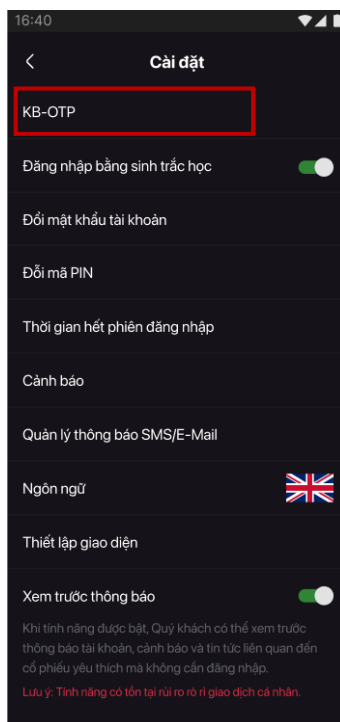 16:40
Cài đặt
KB-OTP
Đăng nhập bằng sinh trắc học
Đổi mật khẩu tài khoản
Đỗi mã PIN
Thời gian hết phiên đăng nhập
Cảnh báo
Quản lý thông báo SMS/E-Mail
Ngôn ngữ
Thiết lập giao diện
Xem trước thông báo
Khi tính năng được bật, Quý khách có thể xem trước
thông báo tài khoản, cảnh báo và tin tức liên quan đến
cổ phiếu yêu thích mà không cần đăng nhập.
Lưu ý: Tính năng có tồn tại rủi ro rò rỉ giao dịch cá nhân.